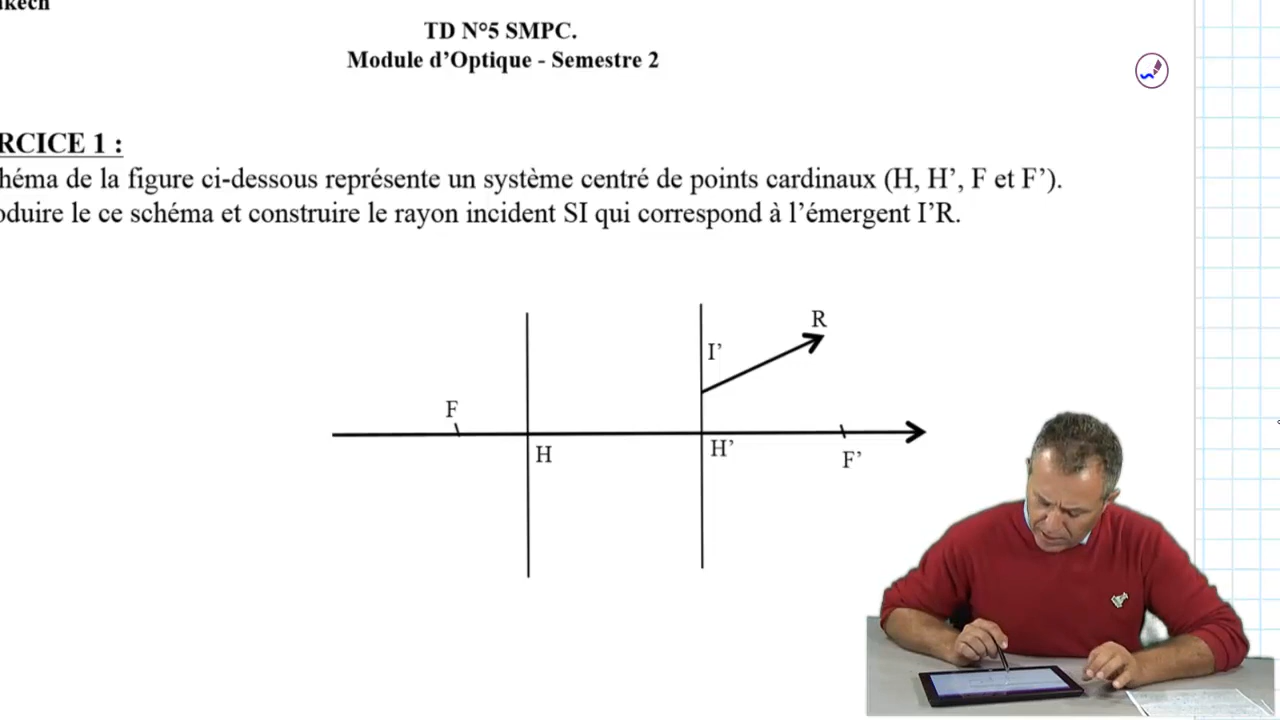 TD N°5 SMPC.
Module d’Optique - Semestre 2
RCICE 1 :
héma de la figure ci-dessous représente un système centré de points cardinaux (H, H’, F et F’).
oduire le ce schéma et construire le rayon incident SI qui correspond à l’émergent I’R.
R
I’
F
H
H’
F’